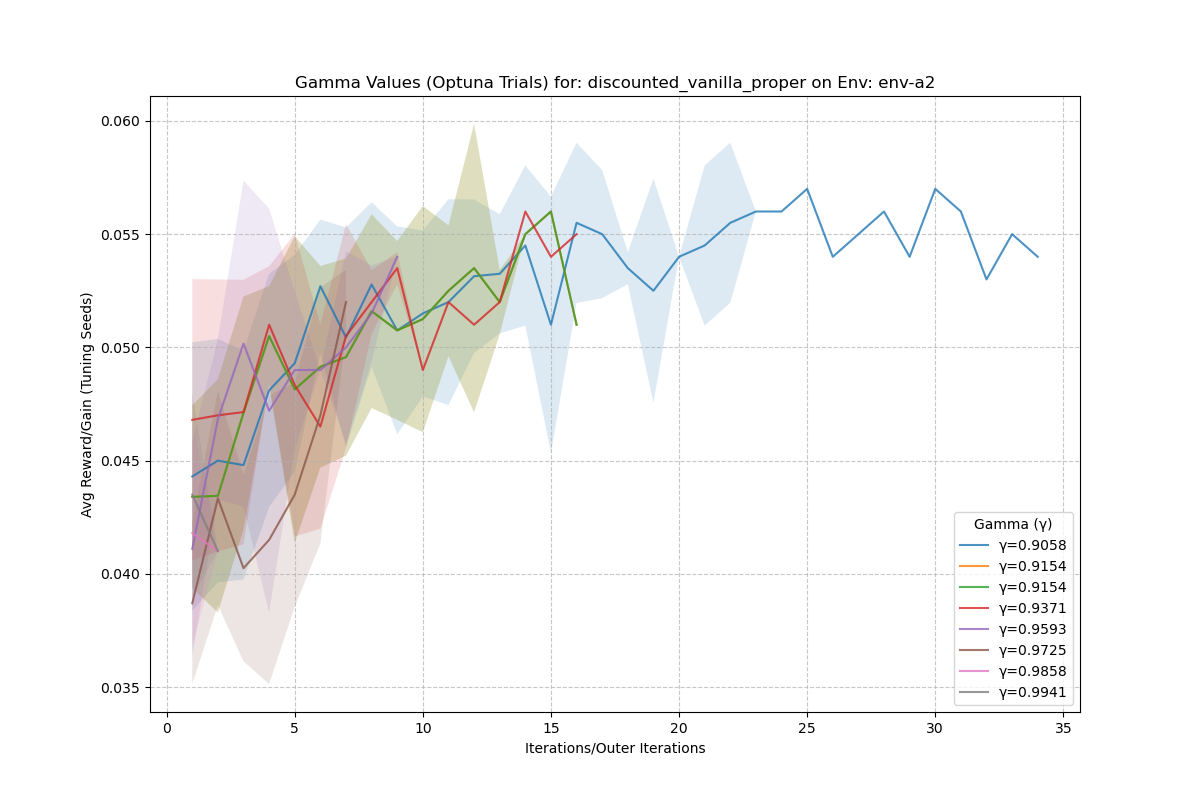 Gamma Values (Optuna Trials) for: discounted_vanilla_proper on Env: env-a2
Avg Reward/Gain (Tuning Seeds)
0.060
0.055
0.050
0.045
0.040
0.035
Gamma (γ)
γ=0.9058
γ=0.9154
γ=0.9154
γ=0.9371
γ=0.9593
γ=0.9725
γ=0.9858
γ=0.9941
0 5 10 15 20 25 30 35
Iterations/Outer Iterations